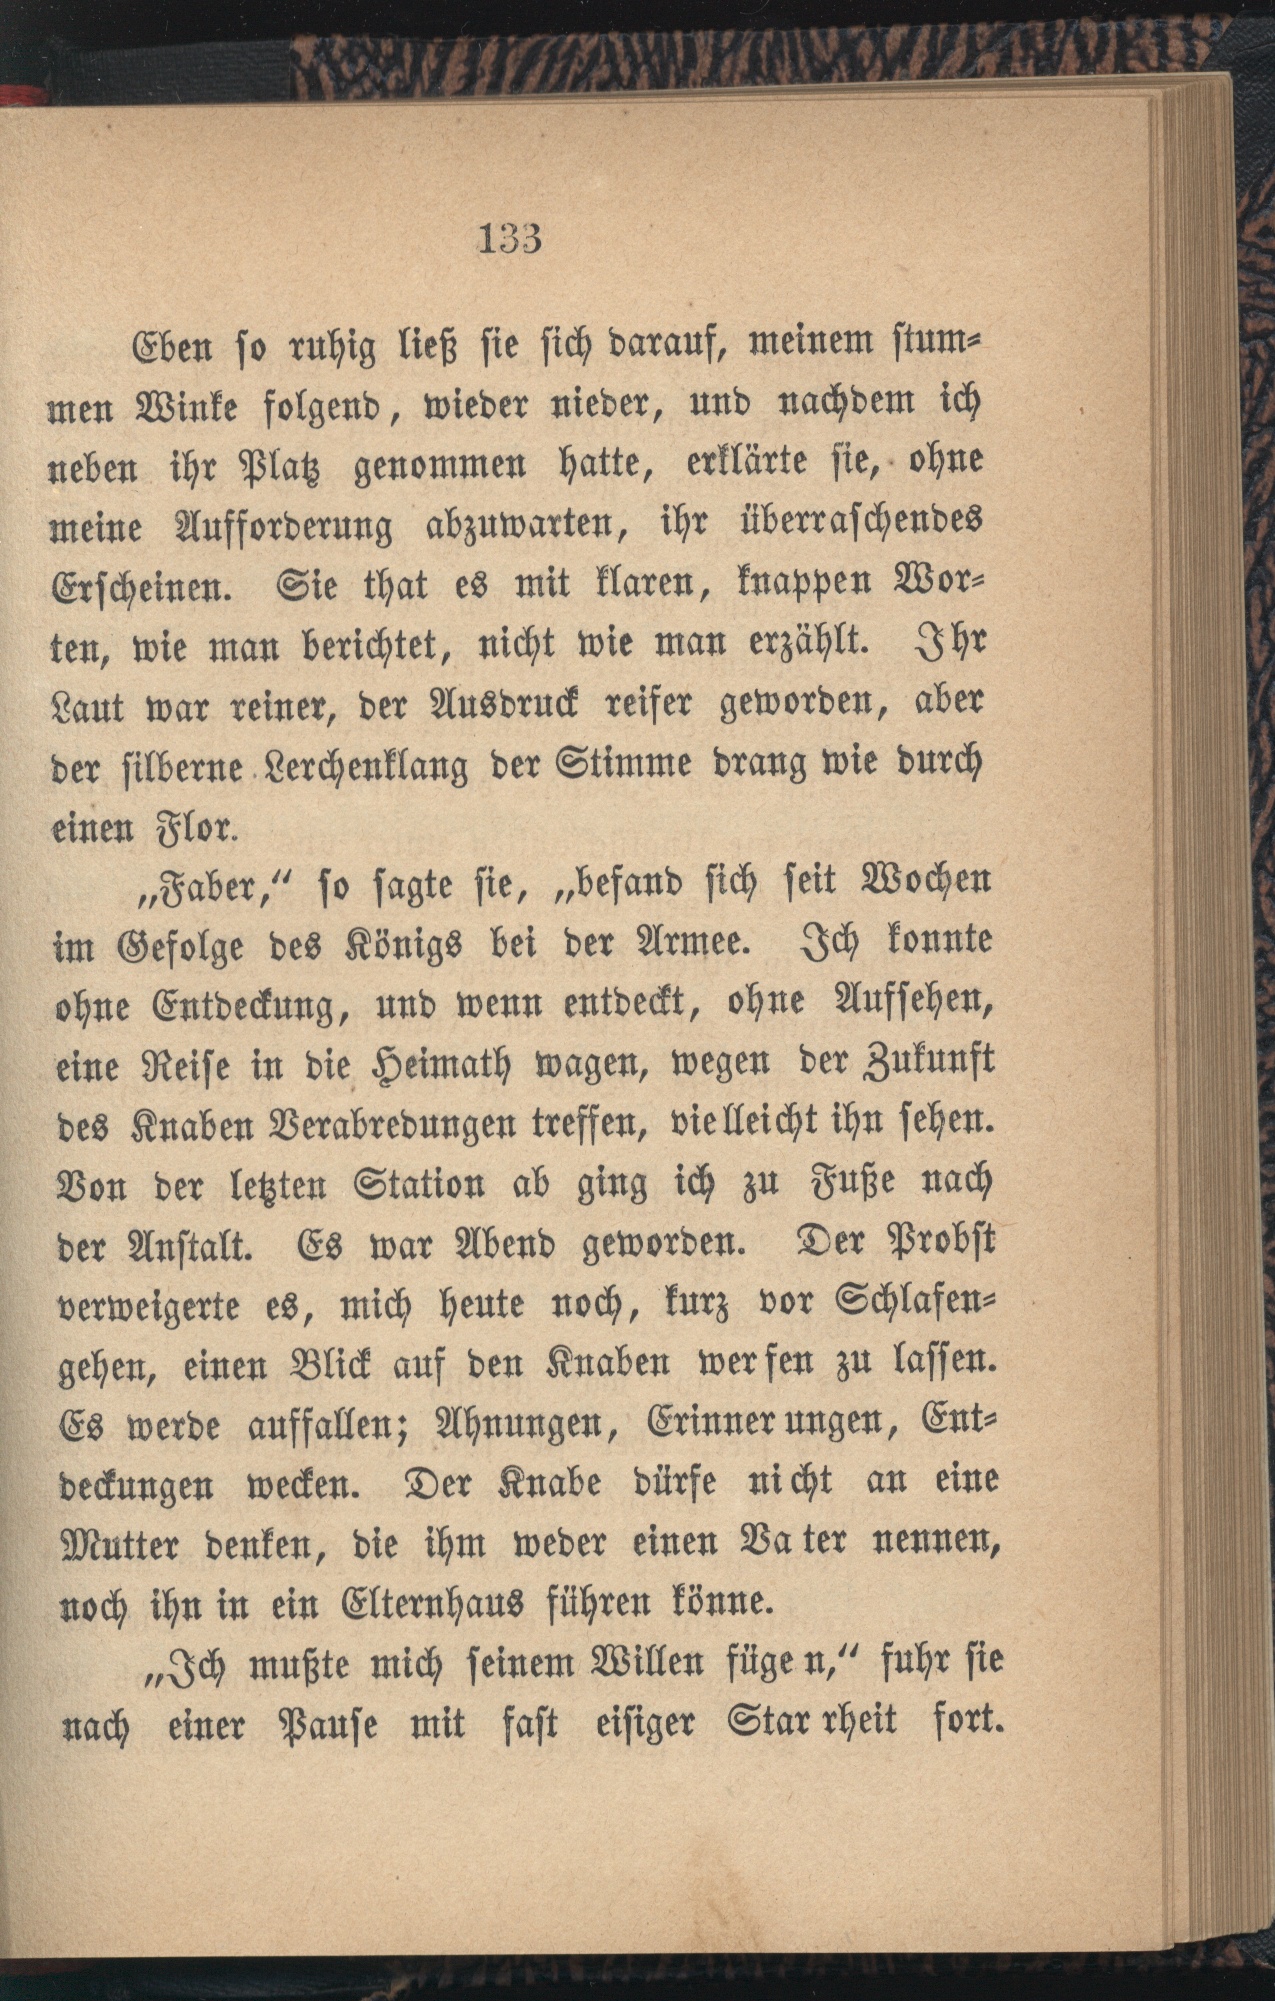 133
Eben so ruhig ließ sie sich darauf, meinem stum-
men Winke folgend, wieder nieder, und nachdem ich
neben ihr Platz genommen hatte, erklärte sie, ohne
meine Aufforderung abzuwarten, ihr überraschendes
Erscheinen. Sie that es mit klaren, knappen Wor-
ten, wie man berichtet, nicht wie man erzählt. Ihr
Laut war reiner, der Ausdruck reifer geworden, aber
der silberne Lerchenklang der Stimme drang wie durch
einen Flor.
„Faber,“ so sagte sie, „befand sich seit Wochen
im Gefolge des Königs bei der Armee. Ich konnte
ohne Entdeckung, und wenn entdeckt, ohne Aufsehen,
eine Reise in die Heimath wagen, wegen der Zukunft
des Knaben Verabredungen treffen, vielleicht ihn sehen.
Von der letzten Station ab ging ich zu Fuße nach
der Anstalt. Es war Abend geworden. Der Probst
verweigerte es, mich heute noch, kurz vor Schlafen-
gehen, einen Blick auf den Knaben werfen zu lassen.
Es werde auffallen; Ahnungen, Erinnerungen, Ent-
deckungen wecken. Der Knabe dürfe nicht an eine
Mutter denken, die ihm weder einen Vater nennen,
noch ihn in ein Elternhaus führen könne.
„Ich mußte mich seinem Willen fügen,“ fuhr sie
nach einer Pause mit fast eisiger Starrheit fort.